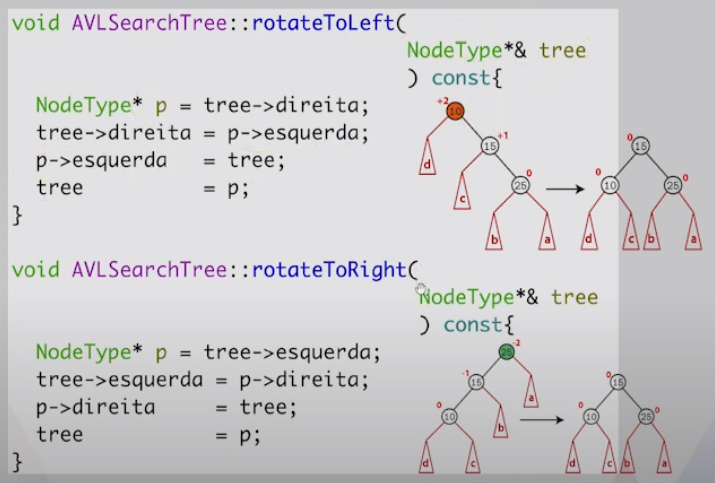 void AVLSearchTree::rotateToLeft(
NodeType*& tree
) const{
NodeType* p = tree->direita;
tree->direita = p->esquerda;
p->esquerda = tree;
tree = p;
}
+2
10
+1
15
d
0
25
c
b
a
0
15
0
10
0
25
d
c
b
a
void AVLSearchTree::rotateToRight(
NodeType*& tree
) const{
NodeType* p = tree->esquerda;
tree->esquerda = p->direita;
p->direita = tree;
tree = p;
}
-2
25
-1
15
a
0
10
b
d
c
0
15
0
10
0
25
d
c
b
a